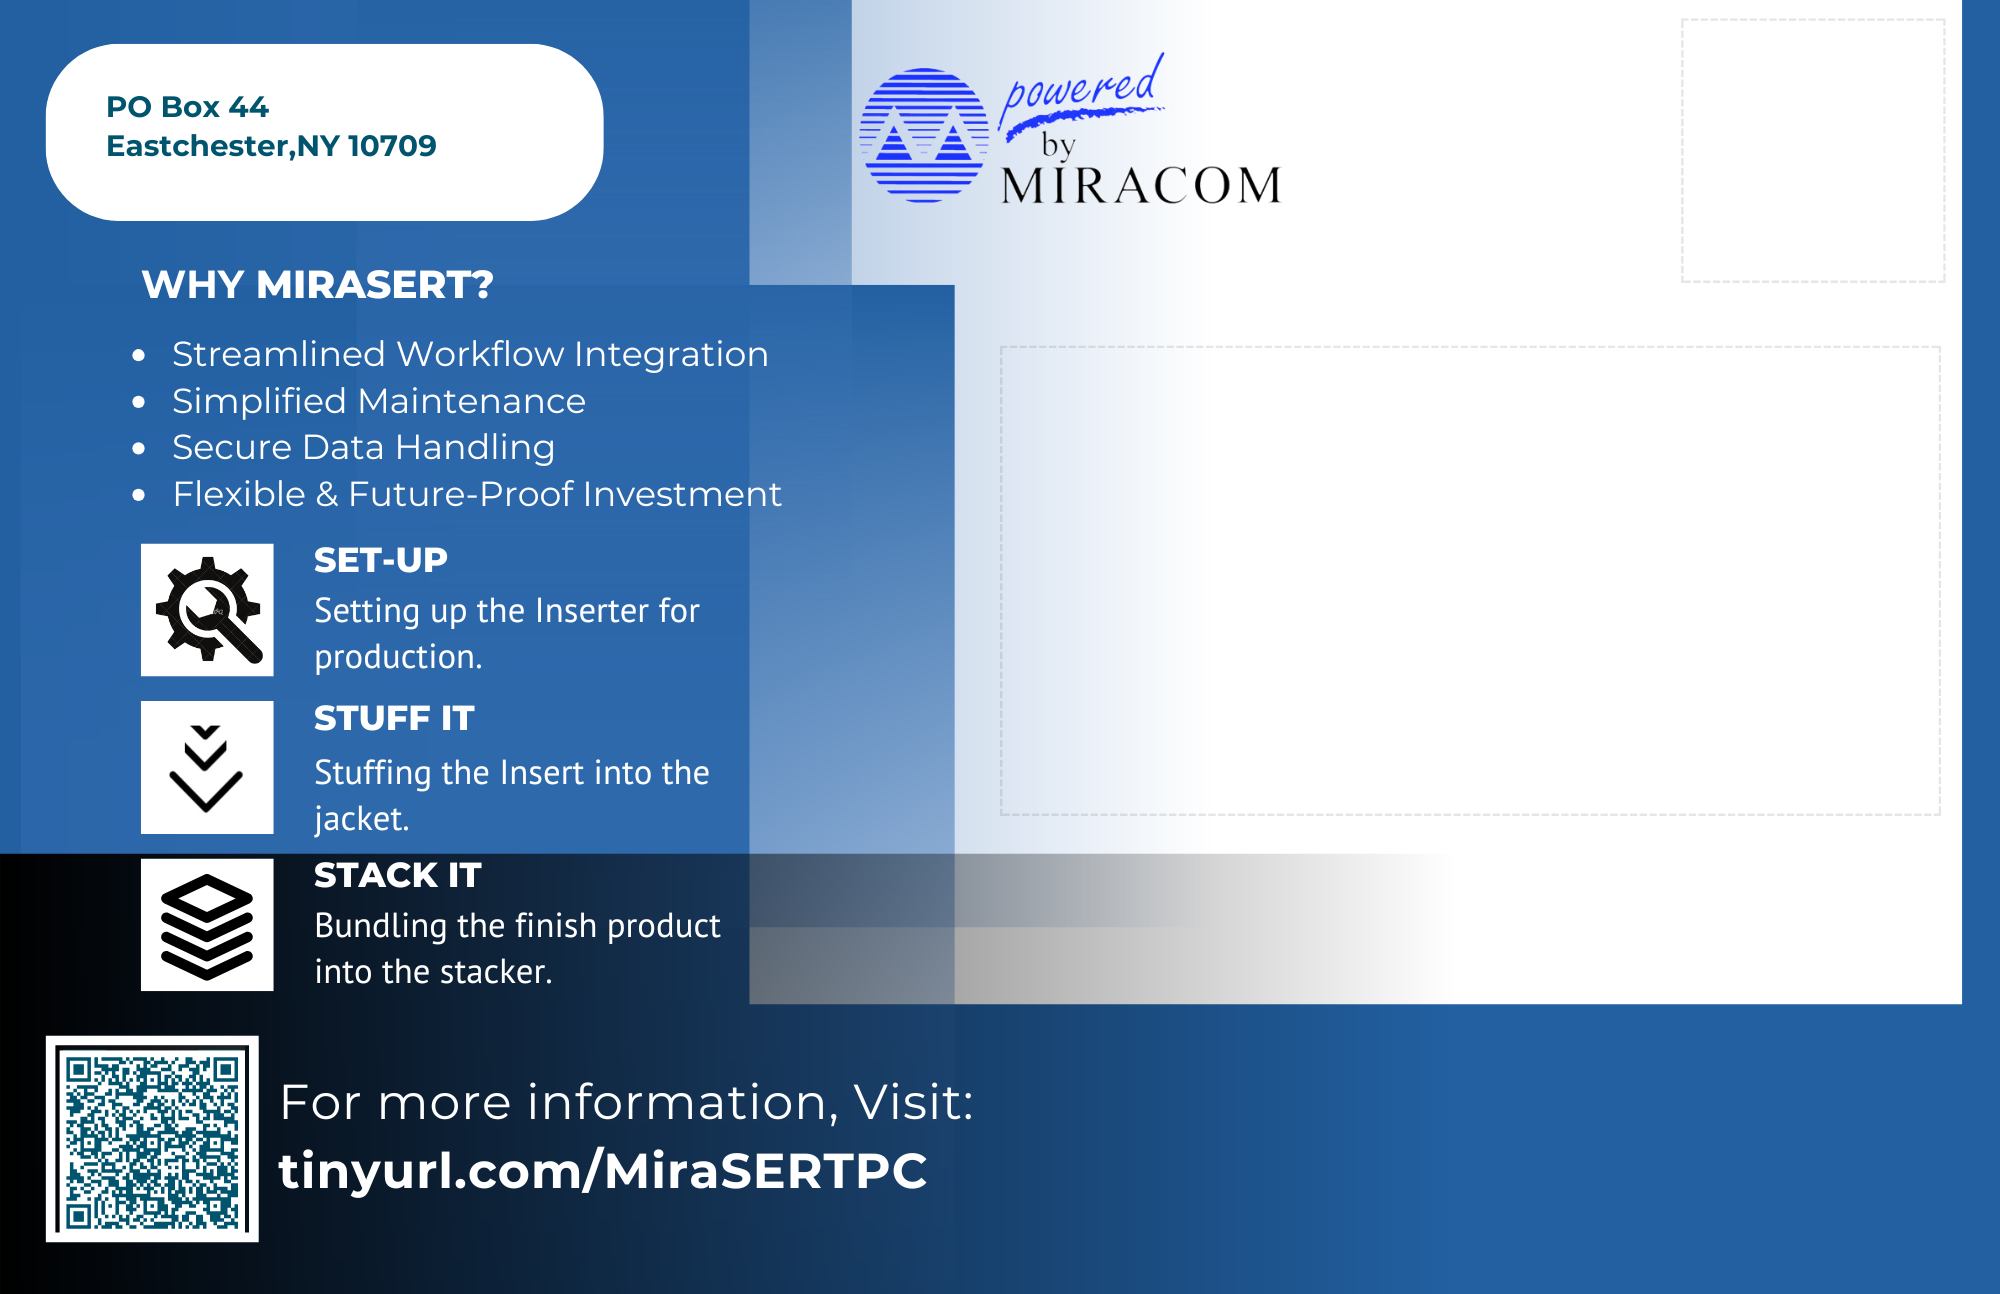 PO Box 44
Eastchester,NY 10709
powered
by
MIRACOM
WHY MIRASERT?
• Streamlined Workflow Integration
• Simplified Maintenance
• Secure Data Handling
• Flexible & Future-Proof Investment
SET-UP
Setting up the Inserter for
production.
STUFF IT
Stuffing the Insert into the
jacket.
STACK IT
Bundling the finish product
into the stacker.
For more information, Visit:
tinyurl.com/MiraSERTPC